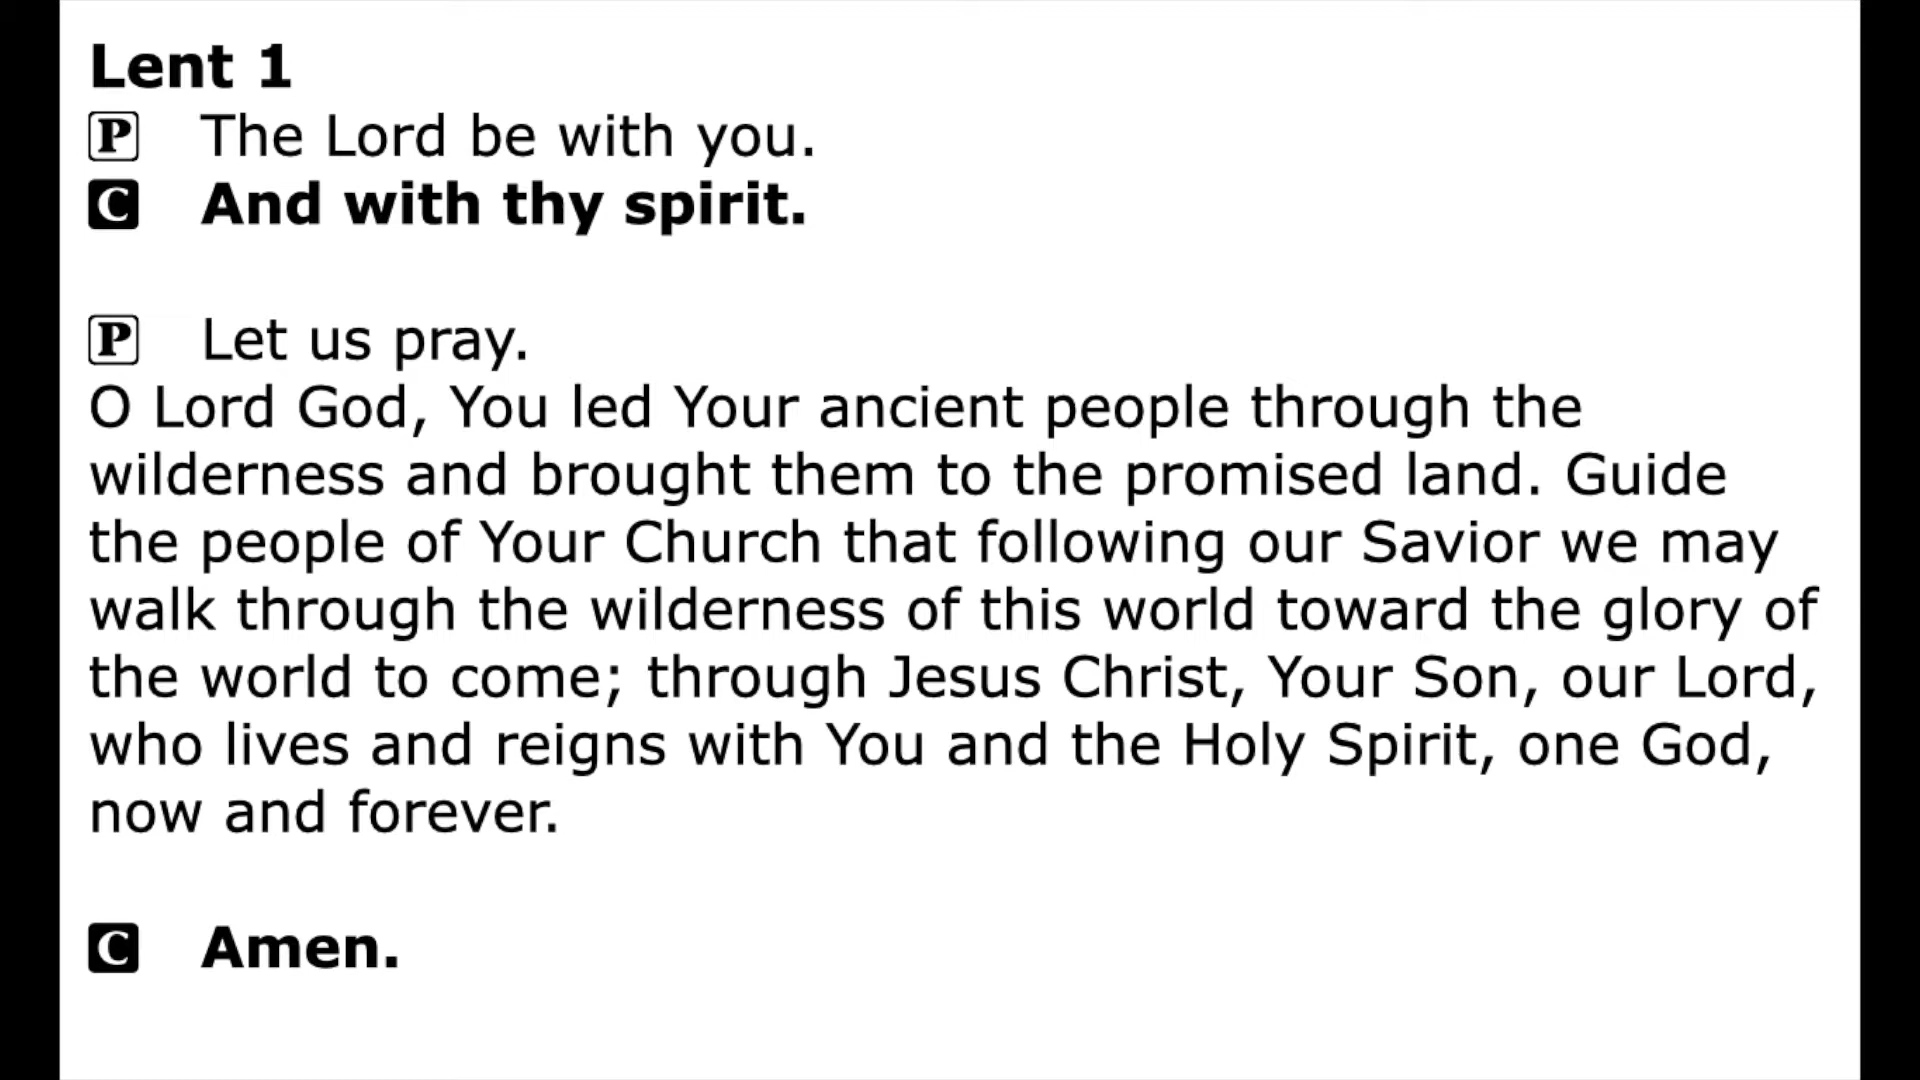 Lent 1
P The Lord be with you.
C And with thy spirit.
P Let us pray.
O Lord God, You led Your ancient people through the
wilderness and brought them to the promised land. Guide
the people of Your Church that following our Savior we may
walk through the wilderness of this world toward the glory of
the world to come; through Jesus Christ, Your Son, our Lord,
who lives and reigns with You and the Holy Spirit, one God,
now and forever.
C Amen.